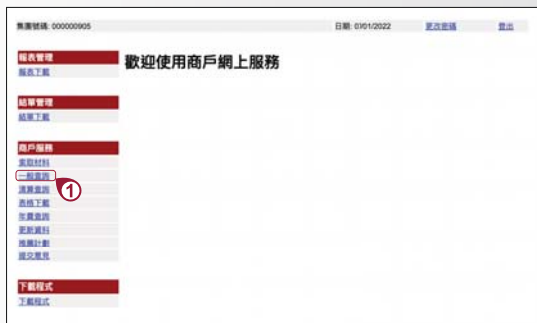 集團號碼: 000000905 日期: 03/01/2022 更改密碼 登出
報表管理
歡迎使用商戶網上服務
報表下載
結單管理
結單下載
商戶服務
索取材料
一般查詢
1
清算查詢
表格下載
年費查詢
更新資料
推薦計劃
提交意見
下載程式
下載程式